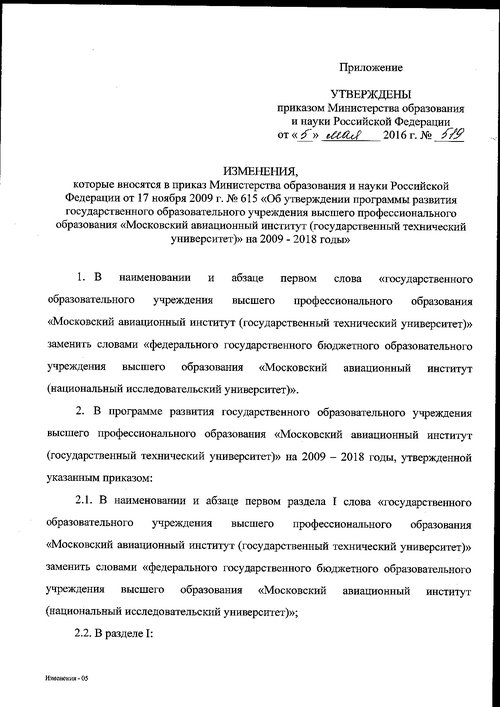 Приложение
УТВЕРЖДЕНЫ
приказом Министерства образования
и науки Российской Федерации
от « 5 » мая 2016 г. № 519
ИЗМЕНЕНИЯ,
которые вносятся в приказ Министерства образования и науки Российской
Федерации от 17 ноября 2009 г. № 615 «Об утверждении программы развития
государственного образовательного учреждения высшего профессионального
образования «Московский авиационный институт (государственный технический
университет)» на 2009 - 2018 годы»
1. В наименовании и абзаце первом слова «государственного
образовательного учреждения высшего профессионального образования
«Московский авиационный институт (государственный технический университет)»
заменить словами «федерального государственного бюджетного образовательного
учреждения высшего образования «Московский авиационный институт
(национальный исследовательский университет)».
2. В программе развития государственного образовательного учреждения
высшего профессионального образования «Московский авиационный институт
(государственный технический университет)» на 2009 – 2018 годы, утвержденной
указанным приказом:
2.1. В наименовании и абзаце первом раздела I слова «государственного
образовательного учреждения высшего профессионального образования
«Московский авиационный институт (государственный технический университет)»
заменить словами «федерального государственного бюджетного образовательного
учреждения высшего образования «Московский авиационный институт
(национальный исследовательский университет)»;
2.2. В разделе I:
Изменения - 05